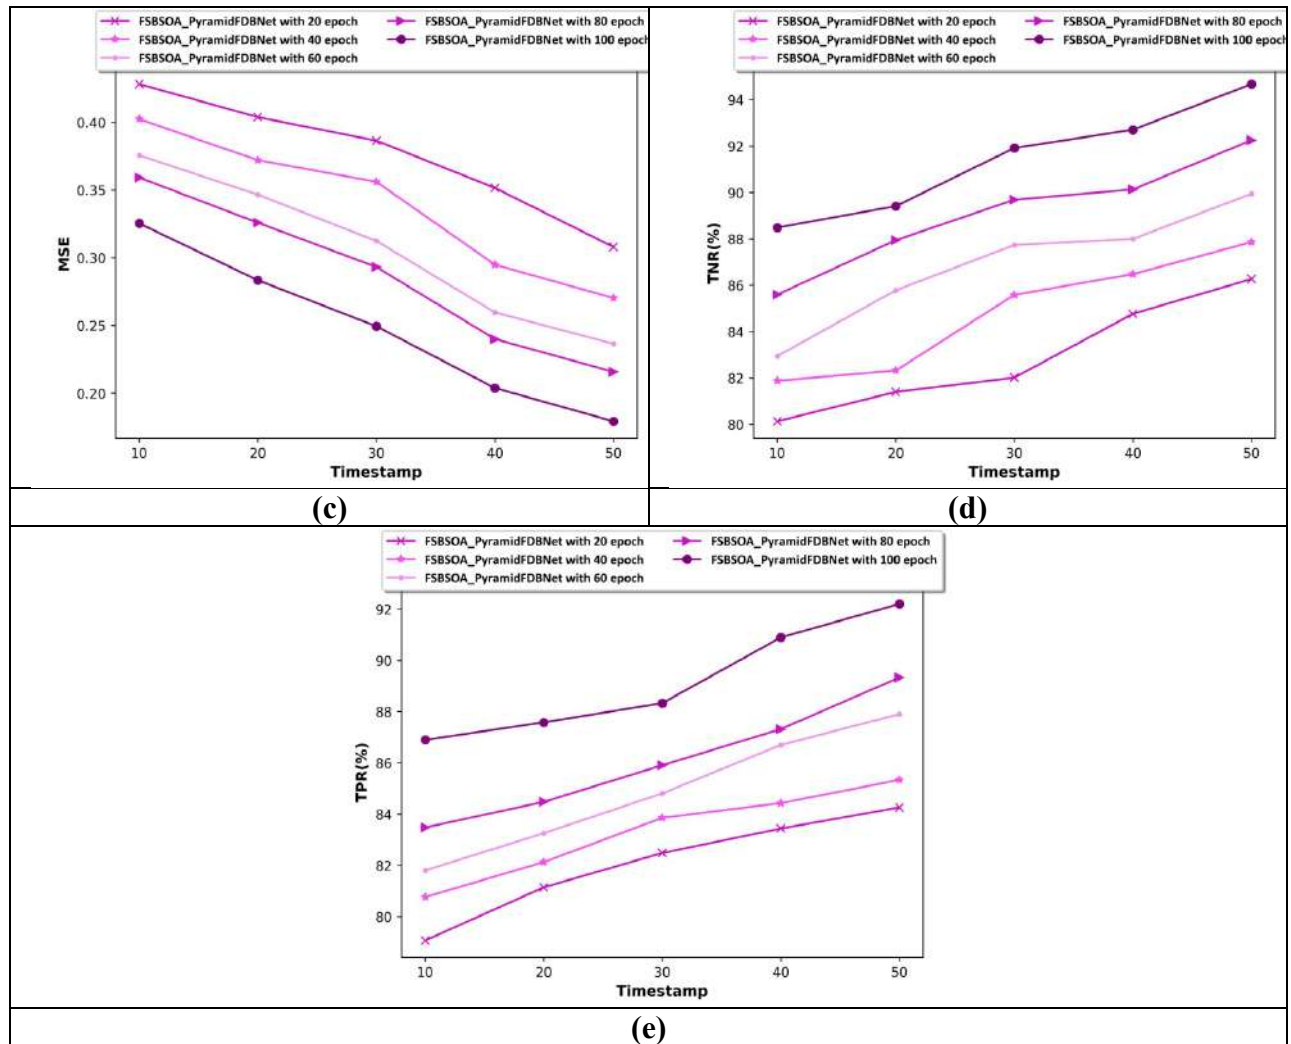 FSBSOA_PyramidFDBNet with 20 epoch
FSBSOA_PyramidFDBNet with 40 epoch
FSBSOA_PyramidFDBNet with 60 epoch
FSBSOA_PyramidFDBNet with 80 epoch
FSBSOA_PyramidFDBNet with 100 epoch
MSE
0.40
0.35
0.30
0.25
0.20
10 20 30 40 50
Timestamp
(c)
FSBSOA_PyramidFDBNet with 20 epoch
FSBSOA_PyramidFDBNet with 40 epoch
FSBSOA_PyramidFDBNet with 60 epoch
FSBSOA_PyramidFDBNet with 80 epoch
FSBSOA_PyramidFDBNet with 100 epoch
TNR(%)
94
92
90
88
86
84
82
80
10 20 30 40 50
Timestamp
(d)
FSBSOA_PyramidFDBNet with 20 epoch
FSBSOA_PyramidFDBNet with 40 epoch
FSBSOA_PyramidFDBNet with 60 epoch
FSBSOA_PyramidFDBNet with 80 epoch
FSBSOA_PyramidFDBNet with 100 epoch
TPR(%)
92
90
88
86
84
82
80
10 20 30 40 50
Timestamp
(e)